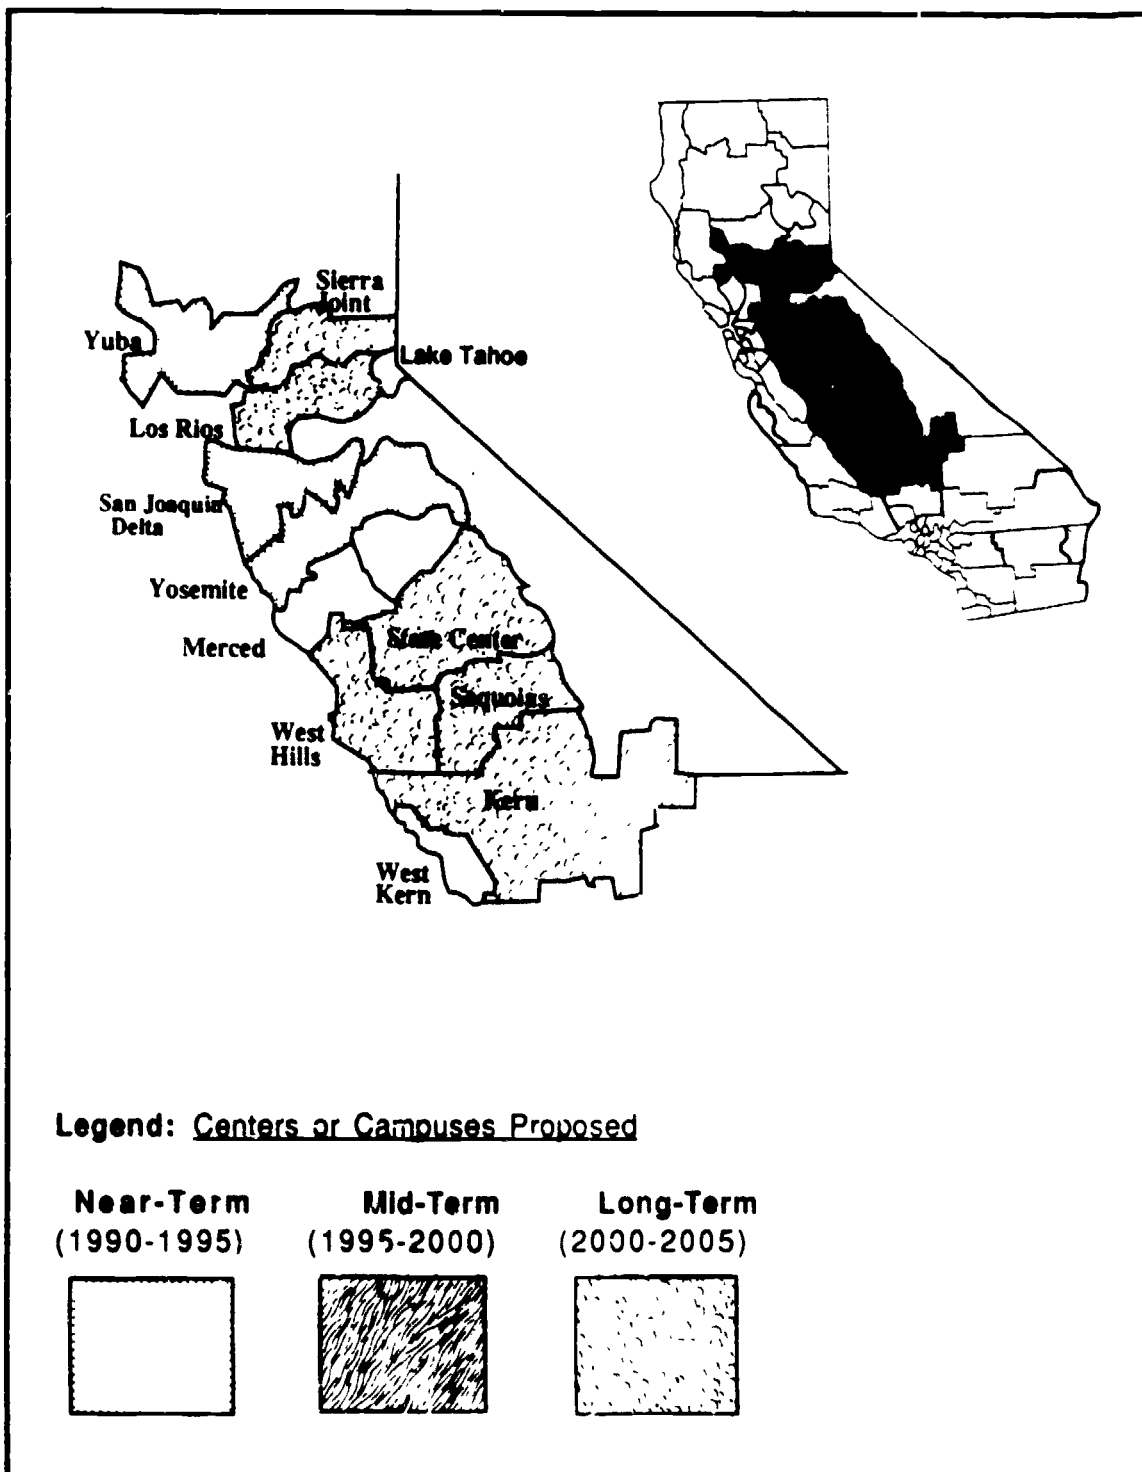 Sierra
Joint
Yuba
Lake Tahoe
Los Rios
San Joaquin
Delta
Yosemite
State Center
Merced
Sequoias
West
Hills
Kern
West
Kern
Legend: Centers or Campuses Proposed
Near-Term
(1990-1995)
Mid-Term
(1995-2000)
Long-Term
(2000-2005)